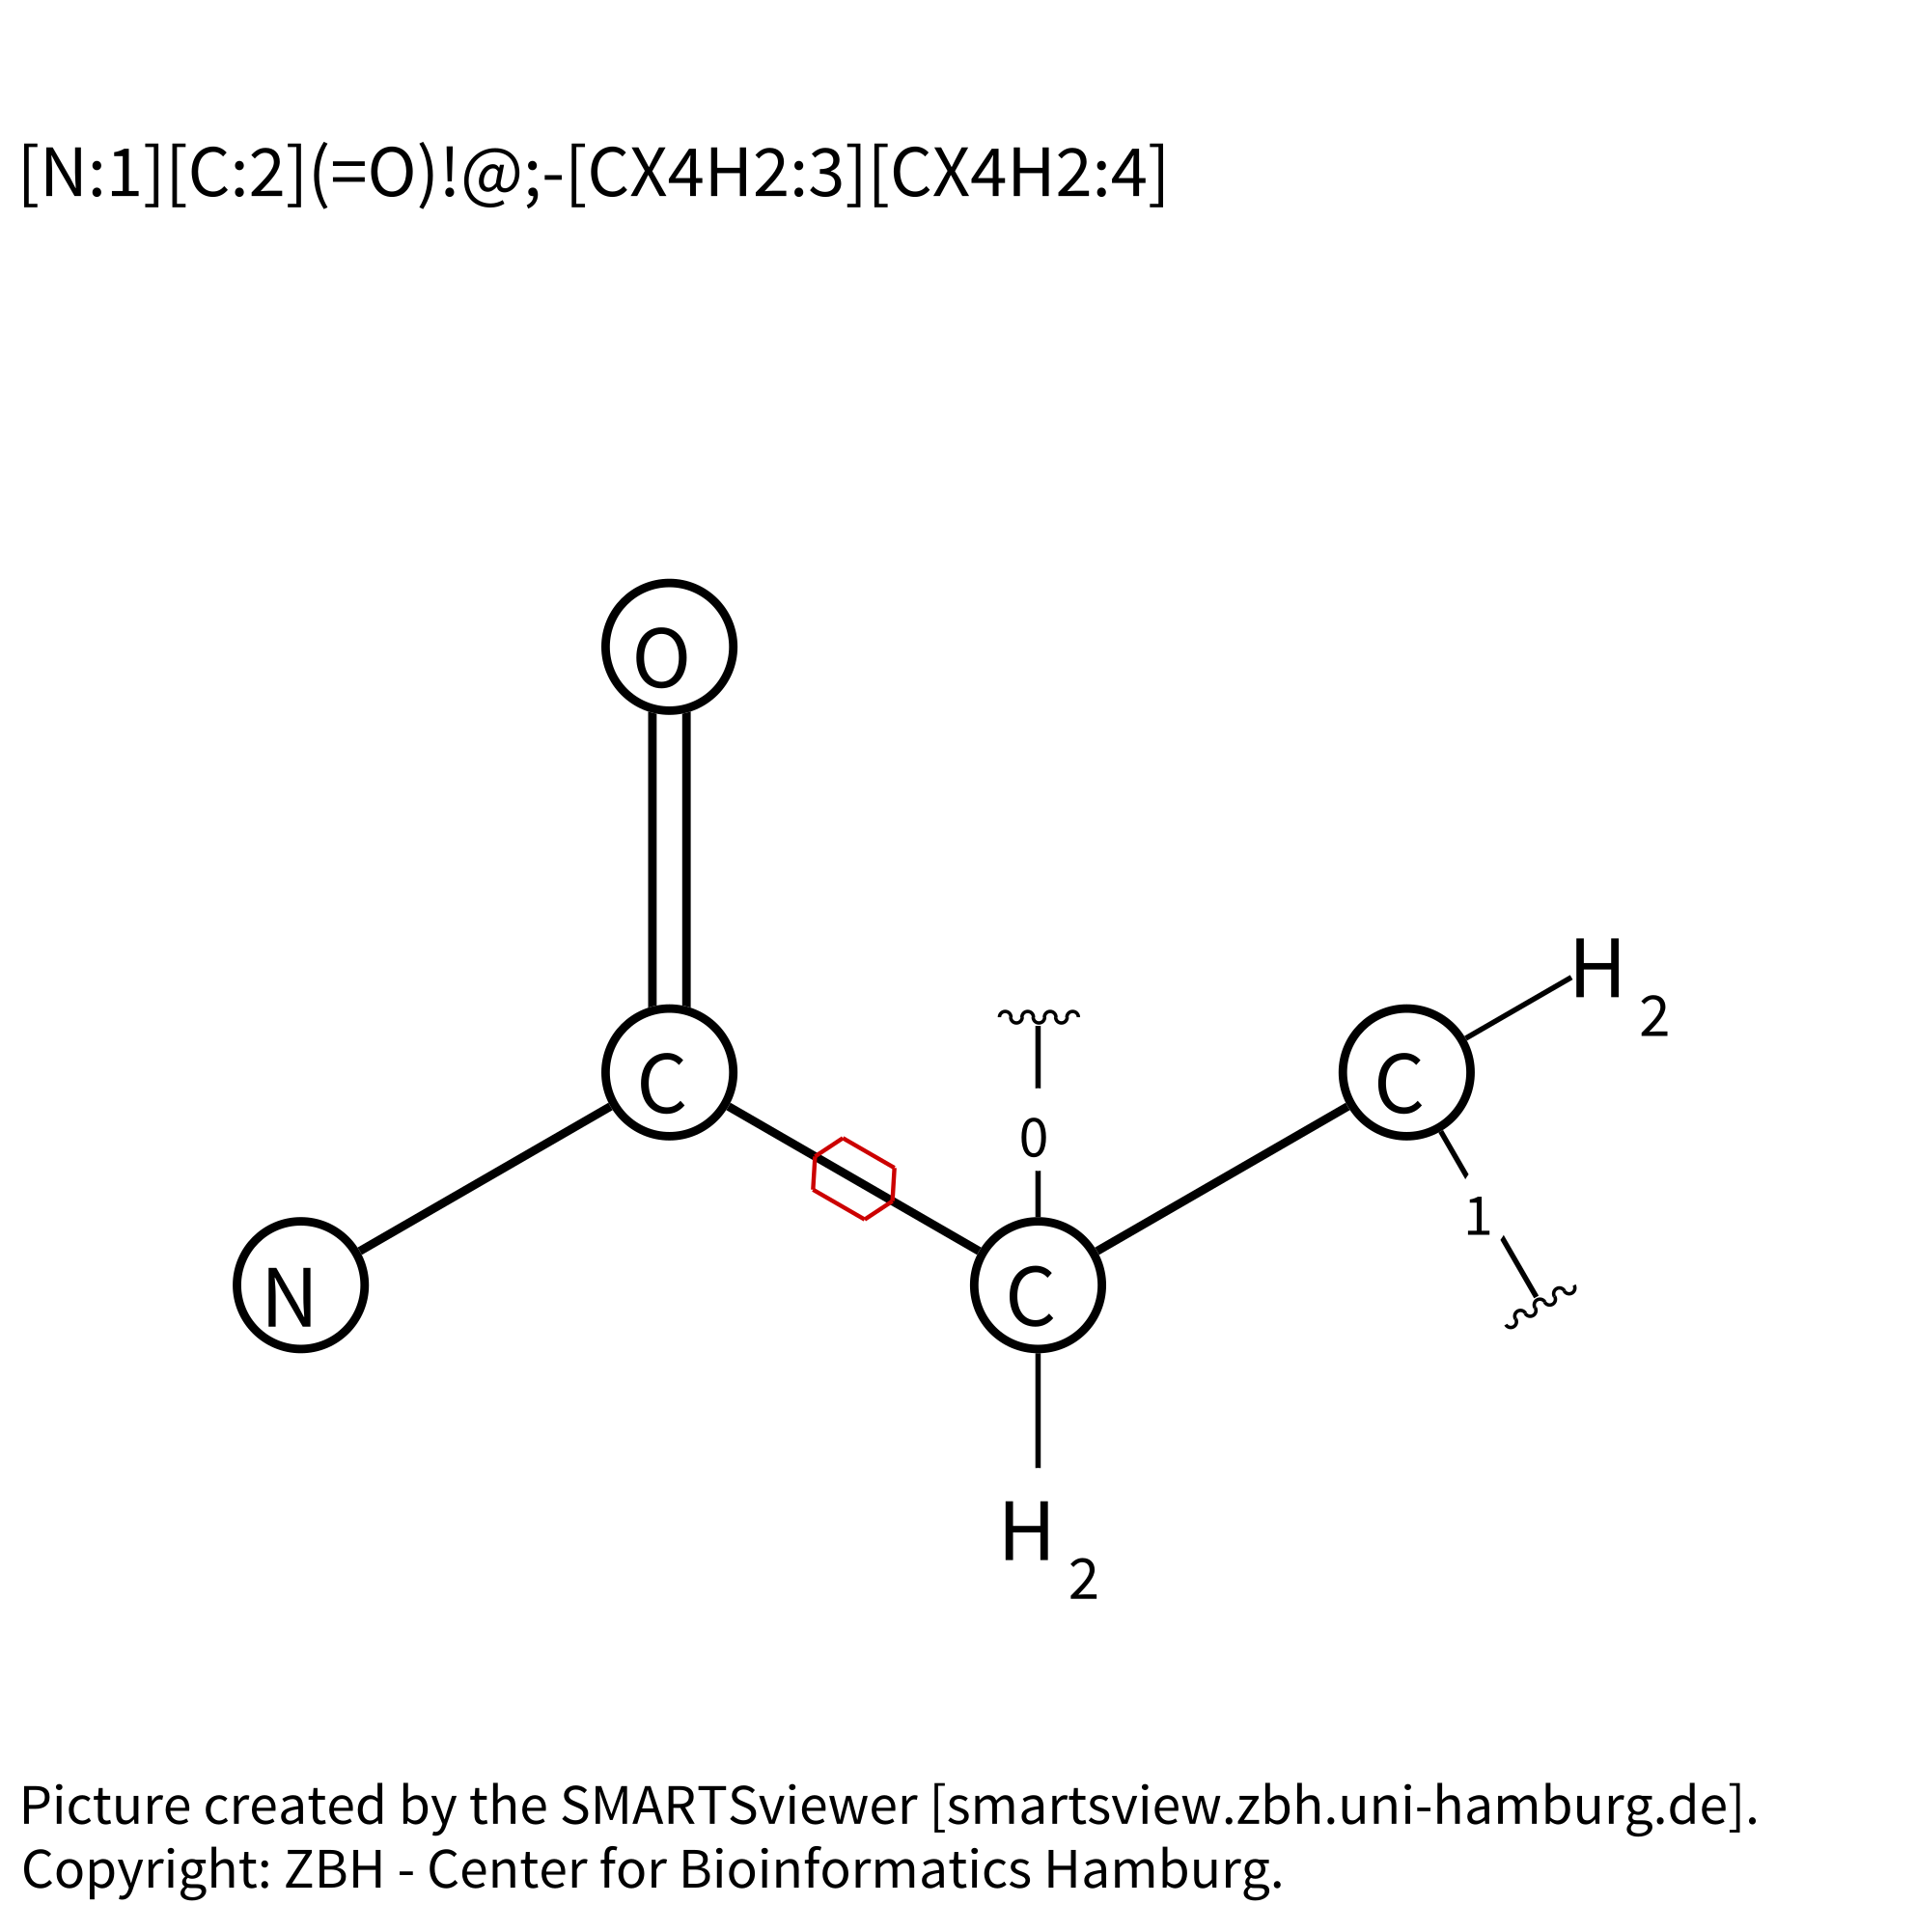 [N:1][C:2](=O)!@;-[CX4H2:3][CX4H2:4]
O
H
2
C
C
0
1
N
C
H
2
Picture created by the SMARTSviewer [smartsview.zbh.uni-hamburg.de].
Copyright: ZBH - Center for Bioinformatics Hamburg.